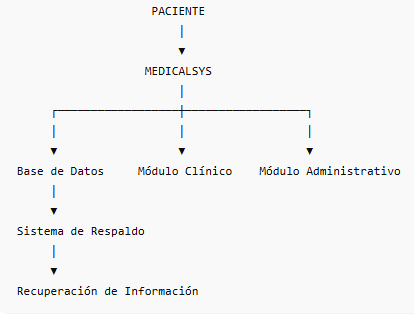 PACIENTE
MEDICALSYS
Base de Datos Módulo Clínico Módulo Administrativo
Sistema de Respaldo
Recuperación de Información